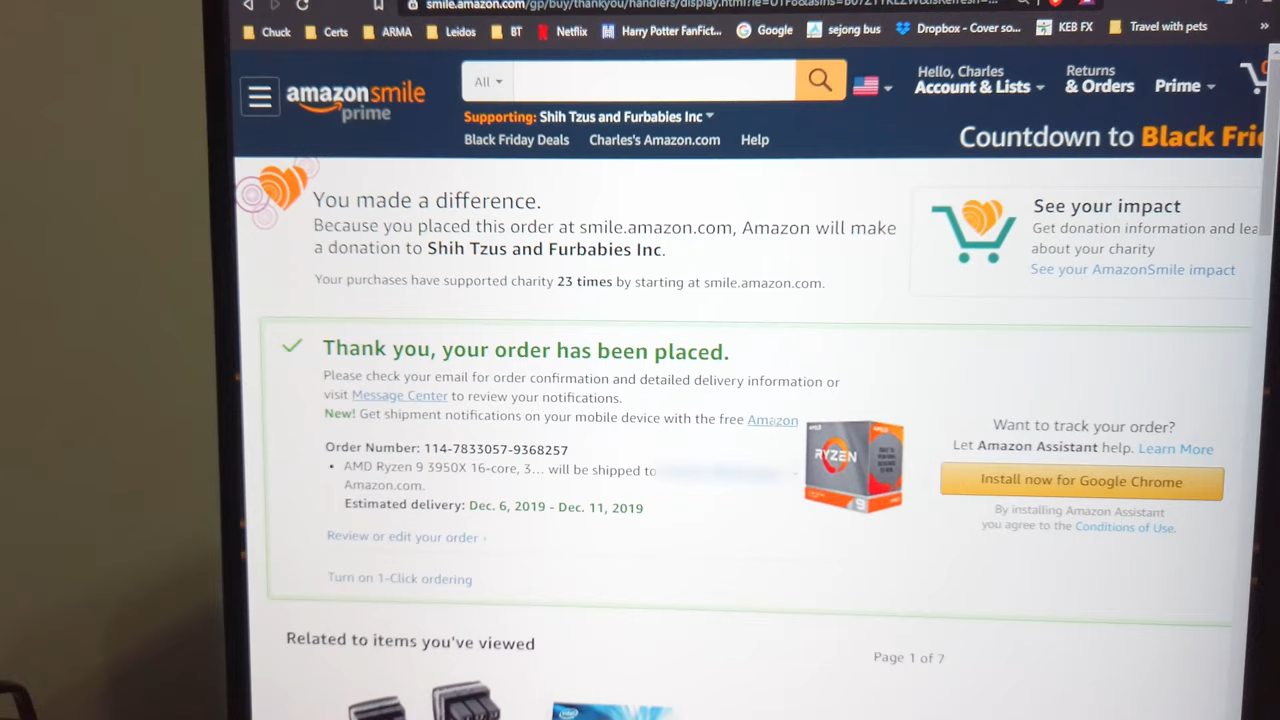 smile.amazon.com/gp/buy/thankyou/handlers/display.html?ie=UTF8&asins=
Chuck Certs ARMA Leidos BT Netflix Harry Potter FanFict... Google sejong bus Dropbox - Cover so... KEB FX Travel with pets »
amazonsmile All Hello, Charles Returns
prime Account & Lists & Orders Prime
Supporting: Shih Tzus and Furbabies Inc
Black Friday Deals Charles's Amazon.com Help Countdown to Black Fri
You made a difference.
Because you placed this order at smile.amazon.com, Amazon will make
a donation to Shih Tzus and Furbabies Inc.
Your purchases have supported charity 23 times by starting at smile.amazon.com.
See your impact
Get donation information and lea
about your charity
See your AmazonSmile impact
Thank you, your order has been placed.
Please check your email for order confirmation and detailed delivery information or
visit Message Center to review your notifications.
New! Get shipment notifications on your mobile device with the free Amazon
Order Number: 114-7833057-9368257
• AMD Ryzen 9 3950X 16-core, 3... will be shipped to
Amazon.com.
Estimated delivery: Dec. 6, 2019 - Dec. 11, 2019
Review or edit your order ›
Turn on 1-Click ordering
RYZEN
9
Want to track your order?
Let Amazon Assistant help. Learn More
Install now for Google Chrome
By installing Amazon Assistant
you agree to the Conditions of Use.
Related to items you've viewed
Page 1 of 7
intel